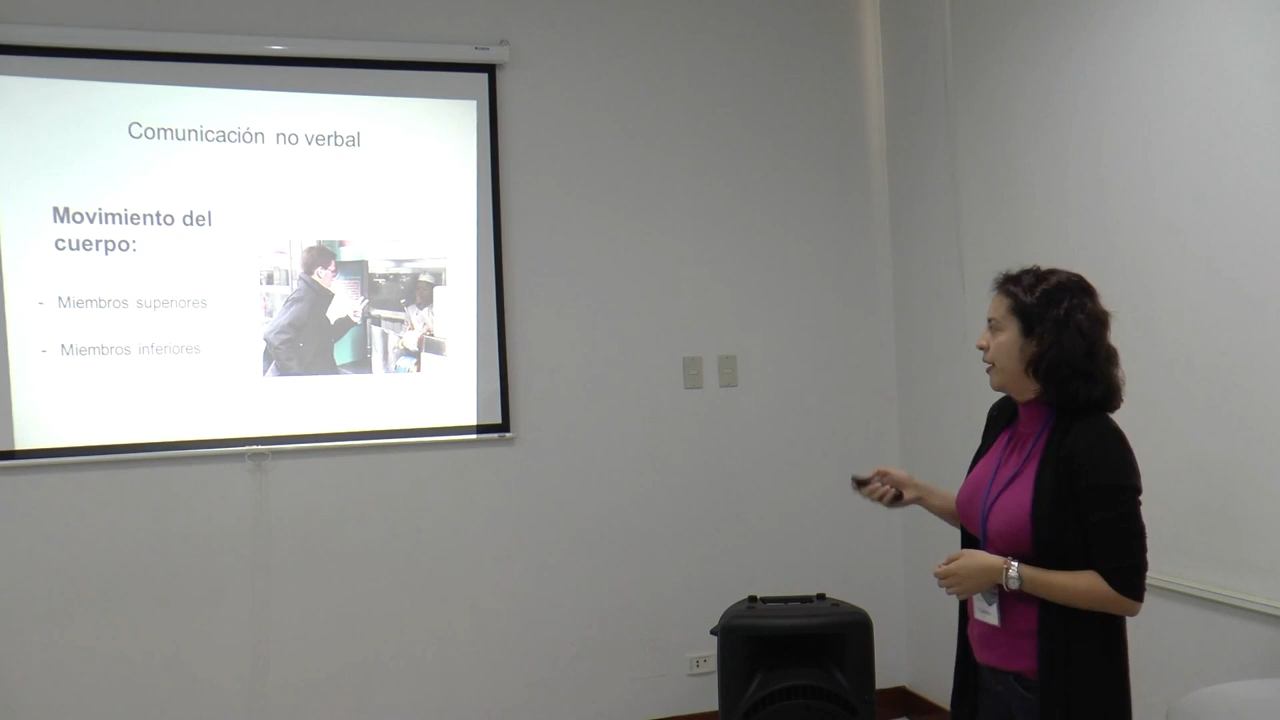 Comunicación no verbal
Movimiento del
cuerpo:
- Miembros superiores
- Miembros inferiores